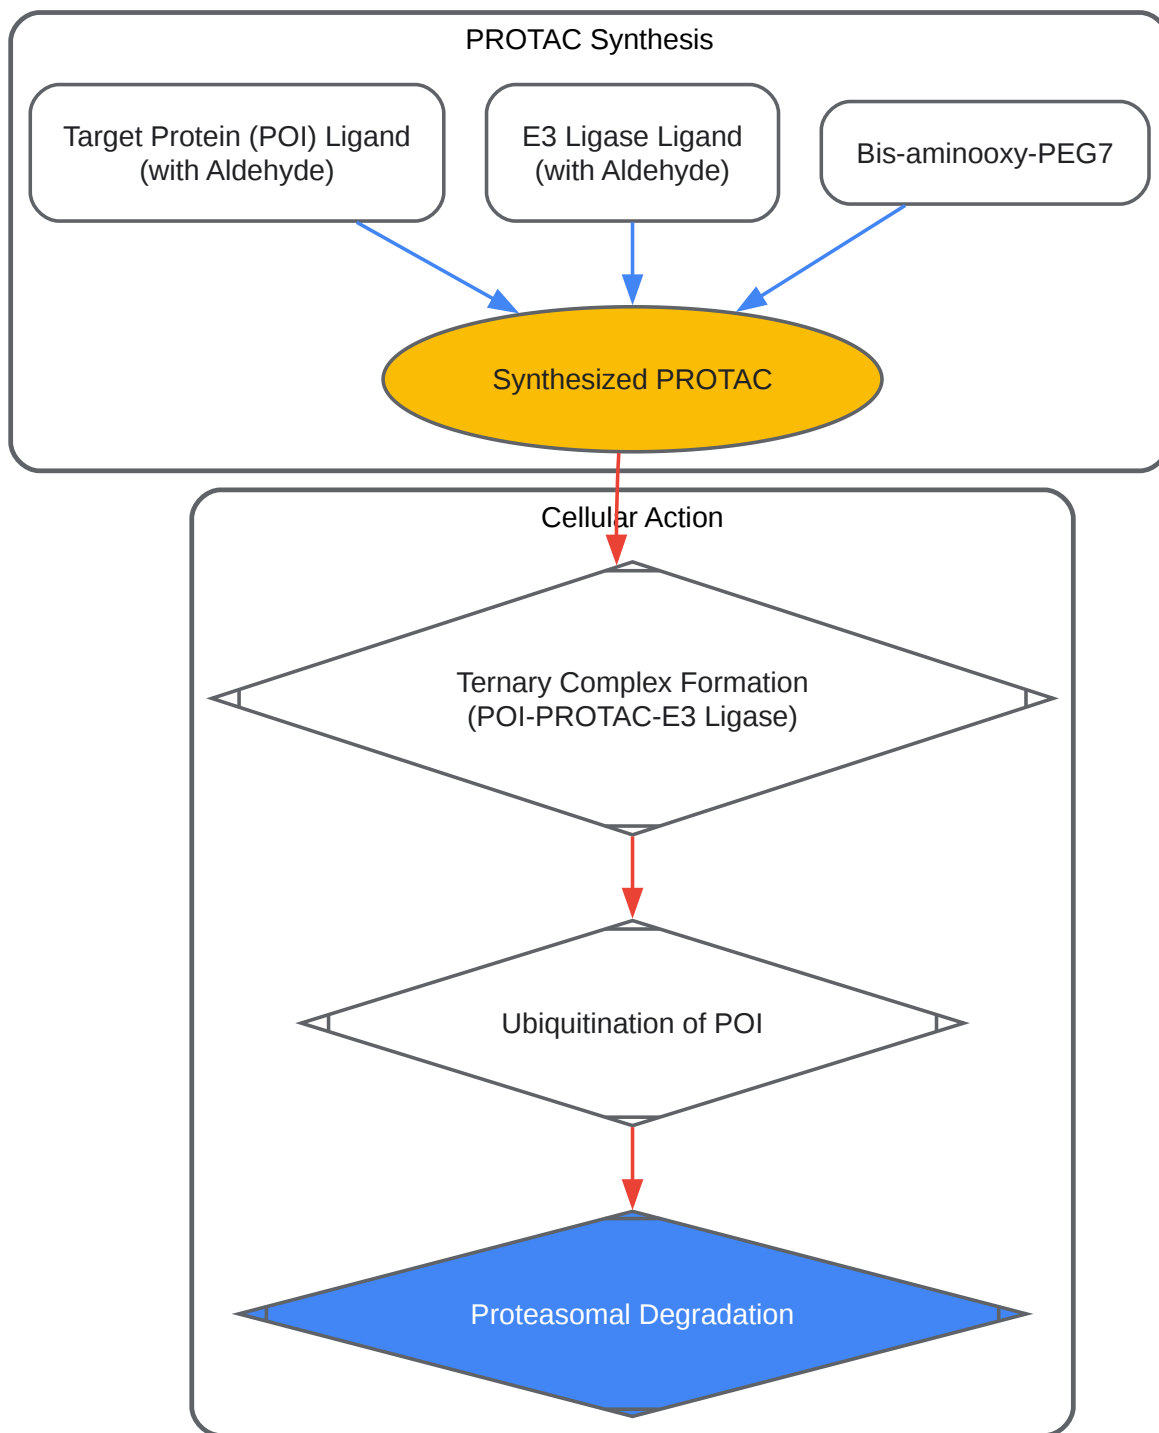 PROTAC Synthesis
Target Protein (POI) Ligand
(with Aldehyde)
E3 Ligase Ligand
(with Aldehyde)
Bis-aminooxy-PEG7
Synthesized PROTAC
Cellular Action
Ternary Complex Formation
(POI-PROTAC-E3 Ligase)
Ubiquitination of POI
Proteasomal Degradation